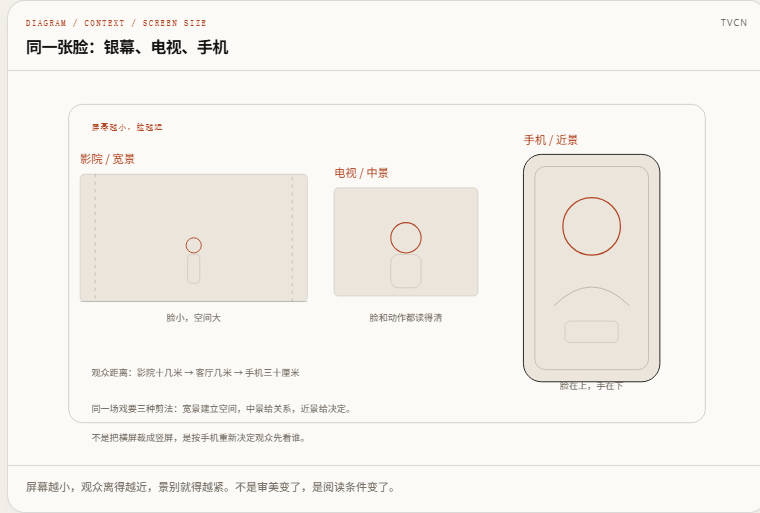 DIAGRAM / CONTEXT / SCREEN SIZE
TVCN
同一张脸：银幕、电视、手机
屏幕越小，脸越近
影院 / 宽景
电视 / 中景
手机 / 近景
脸小，空间大
脸和动作都读得清
脸在上，手在下
观众距离：影院十几米 → 客厅几米 → 手机三十厘米
同一场戏要三种剪法：宽景建立空间，中景给关系，近景给决定。
不是把横屏裁成竖屏，是按手机重新决定观众先看谁。
屏幕越小，观众离得越近，景别就得越紧。不是审美变了，是阅读条件变了。